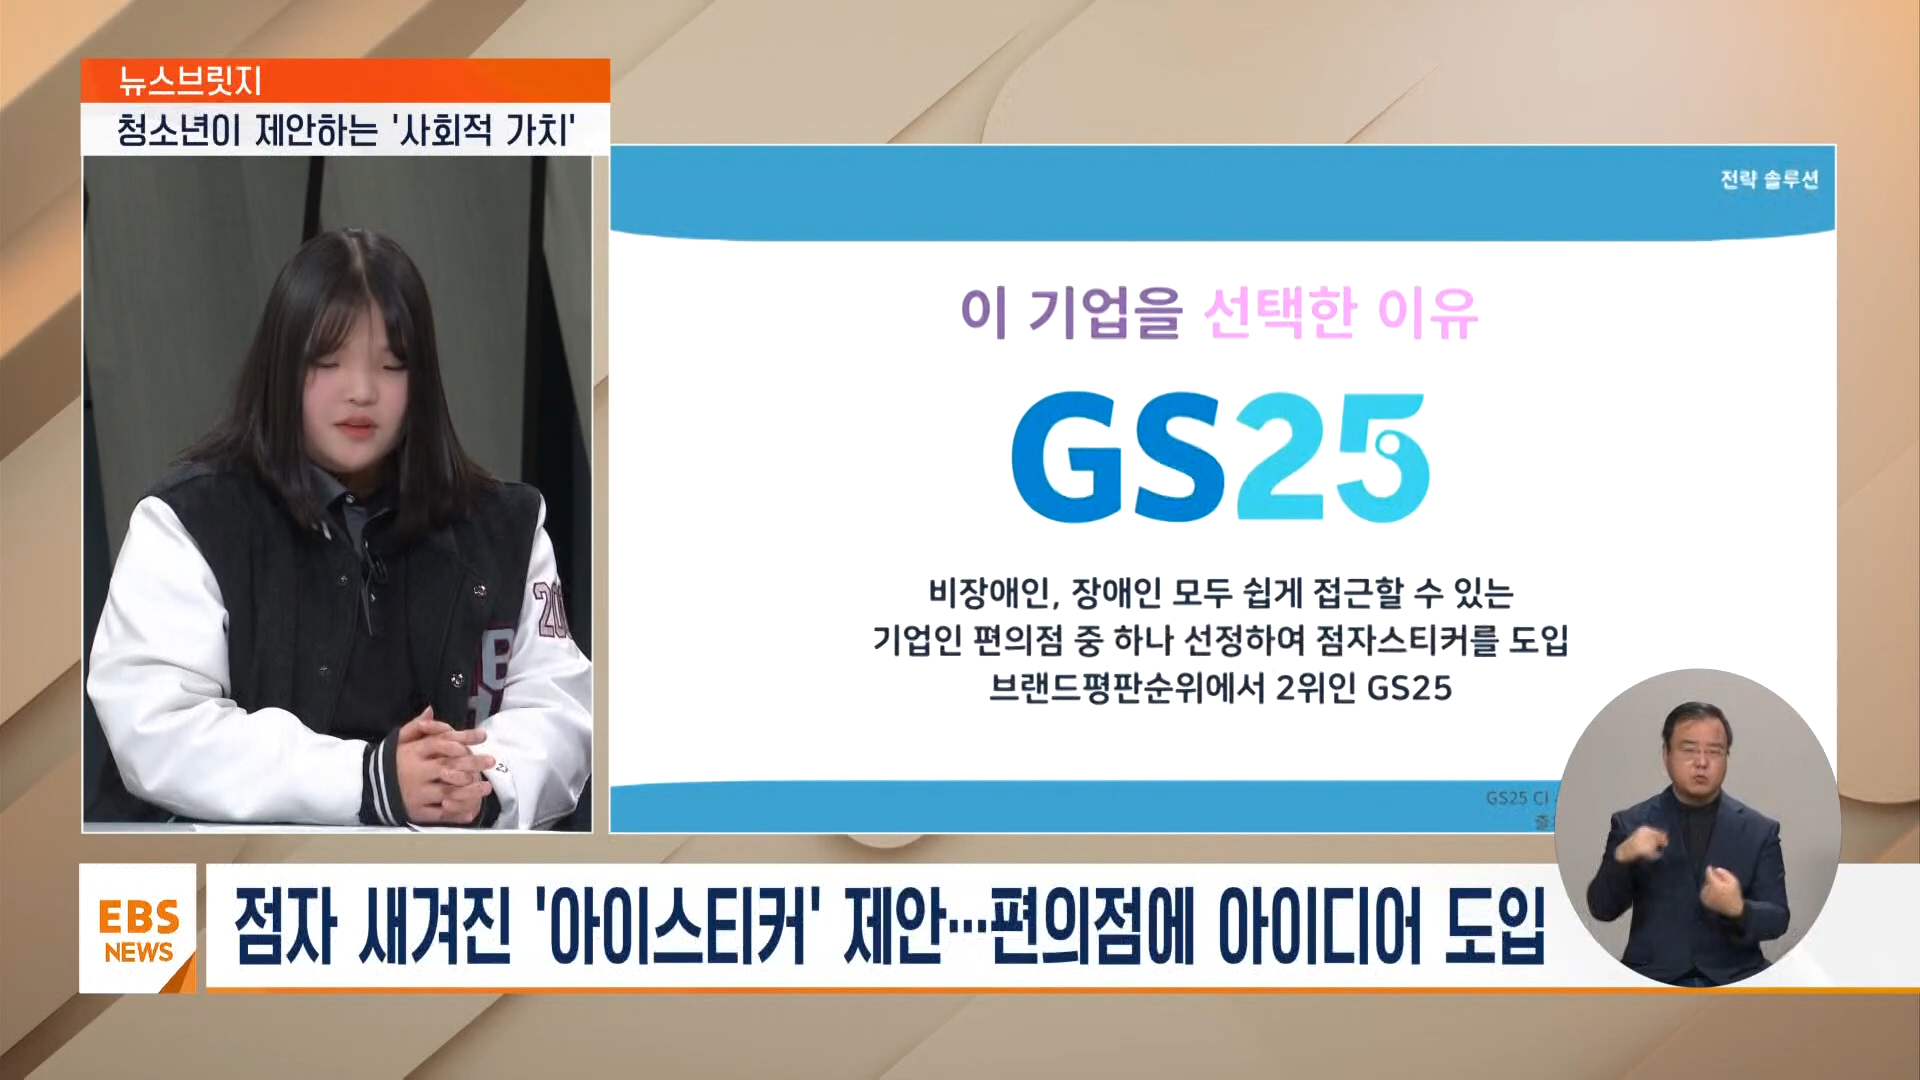 뉴스브릿지
청소년이 제안하는 '사회적 가치'
전략 솔루션
이 기업을 선택한 이유
GS25
비장애인, 장애인 모두 쉽게 접근할 수 있는
기업인 편의점 중 하나 선정하여 점자스티커를 도입
브랜드평판순위에서 2위인 GS25
GS25 CI
EBS
NEWS
점자 새겨진 '아이스티커' 제안…편의점에 아이디어 도입